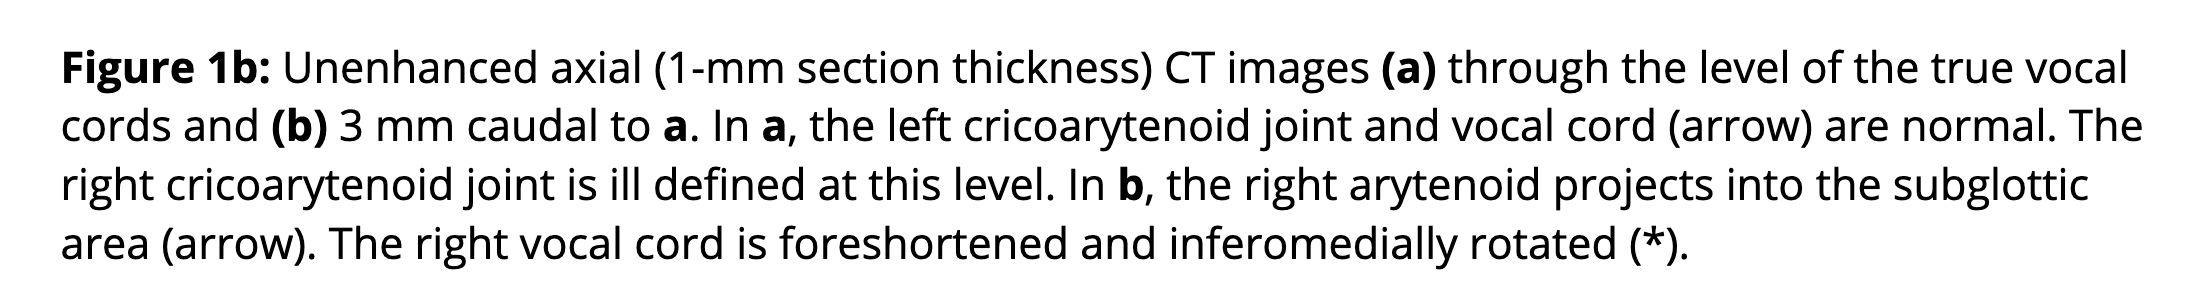 Figure 1b: Unenhanced axial (1-mm section thickness) CT images (a) through the level of the true vocal
cords and (b) 3 mm caudal to a. In a, the left cricoarytenoid joint and vocal cord (arrow) are normal. The
right cricoarytenoid joint is ill defined at this level. In b, the right arytenoid projects into the subglottic
area (arrow). The right vocal cord is foreshortened and inferomedially rotated (*).